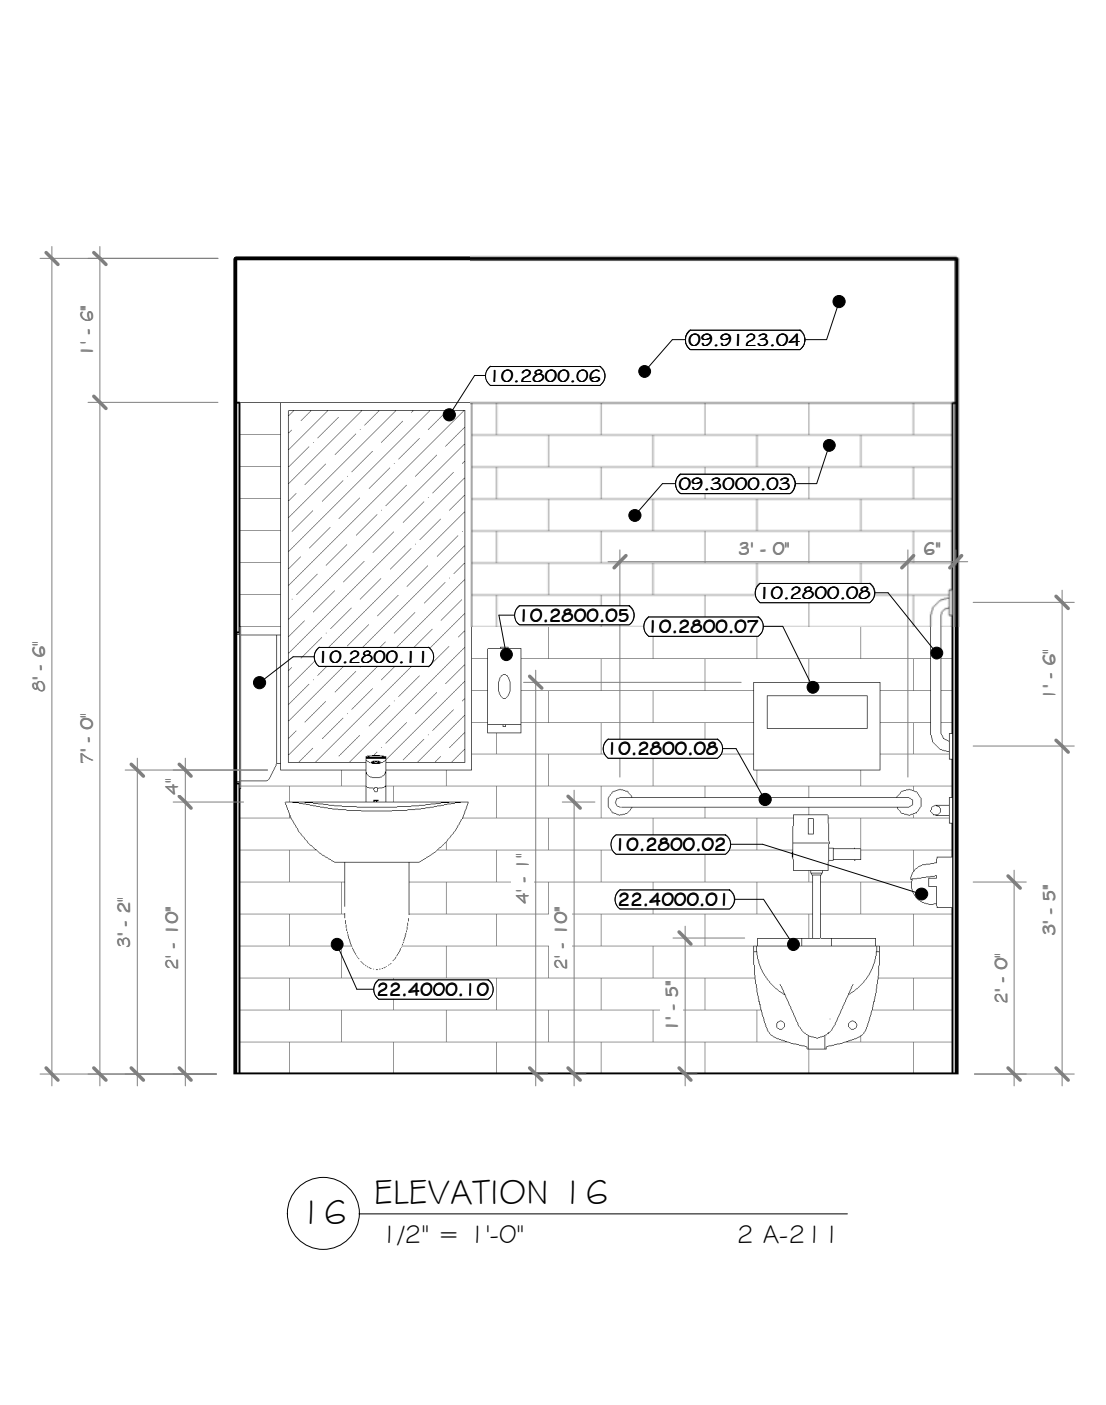 1' - 6"
09.9123.04
10.2800.06
09.3000.03
3' - 0"
6"
10.2800.08
10.2800.05
10.2800.07
8' - 6"
10.2800.11
1' - 6"
7' - 0"
10.2800.08
4"
10.2800.02
4' - 1"
22.4000.01
3' - 2"
2' - 10"
2' - 10"
3' - 5"
2' - 0"
22.4000.10
1' - 5"
16
ELEVATION 16
1/2" = 1'-0"
2 A-211